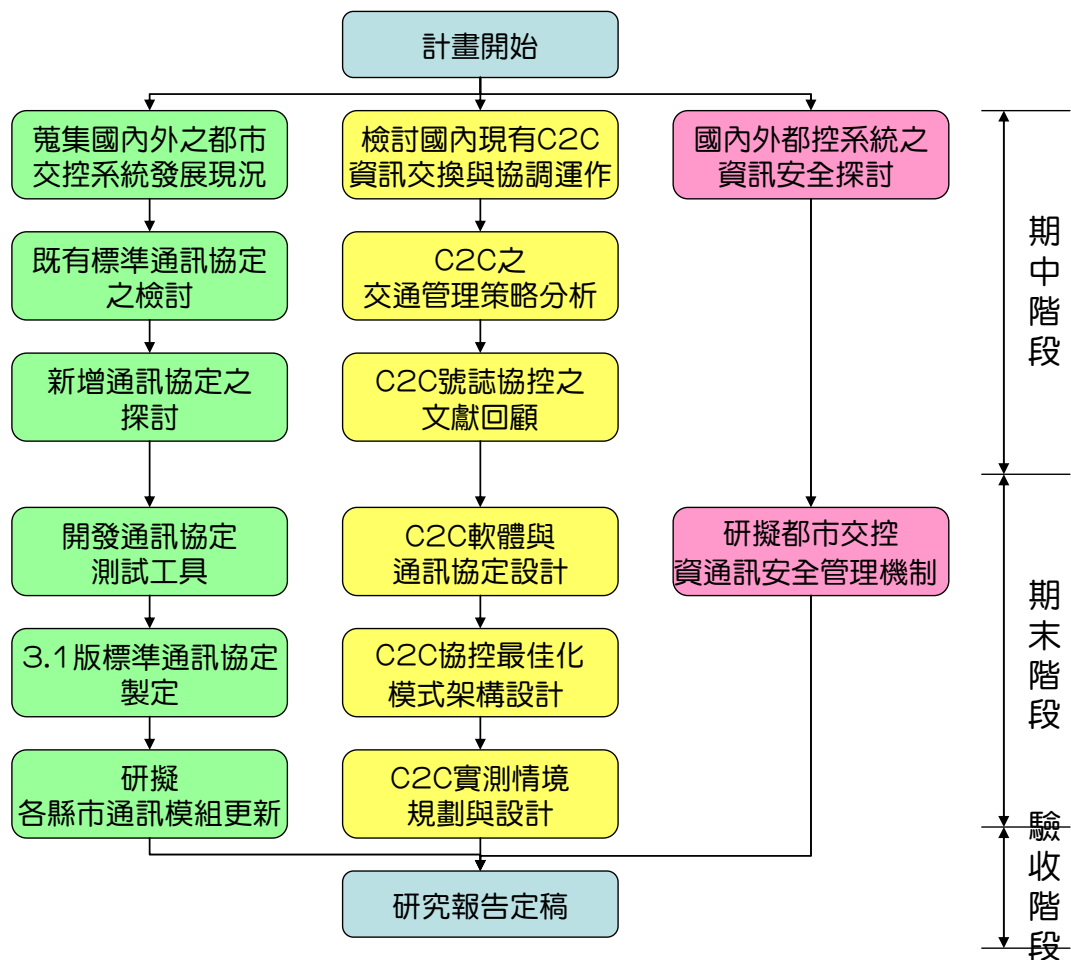 計畫開始
蒐集國內外之都市
交控系統發展現況
檢討國內現有C2C
資訊交換與協調運作
國內外都控系統之
資訊安全探討
既有標準通訊協定
之檢討
C2C之
交通管理策略分析
新增通訊協定之
探討
C2C號誌協控之
文獻回顧
期中階段
開發通訊協定
測試工具
C2C軟體與
通訊協定設計
研擬都市交控
資通訊安全管理機制
3.1版標準通訊協定
製定
C2C協控最佳化
模式架構設計
研擬
各縣市通訊模組更新
C2C實測情境
規劃與設計
期末階段
研究報告定稿
驗收階段